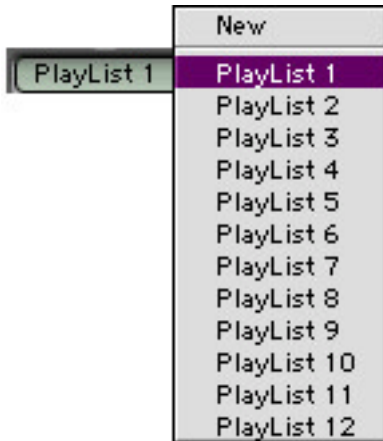 New
PlayList 1
PlayList 1
PlayList 2
PlayList 3
PlayList 4
PlayList 5
PlayList 6
PlayList 7
PlayList 8
PlayList 9
PlayList 10
PlayList 11
PlayList 12